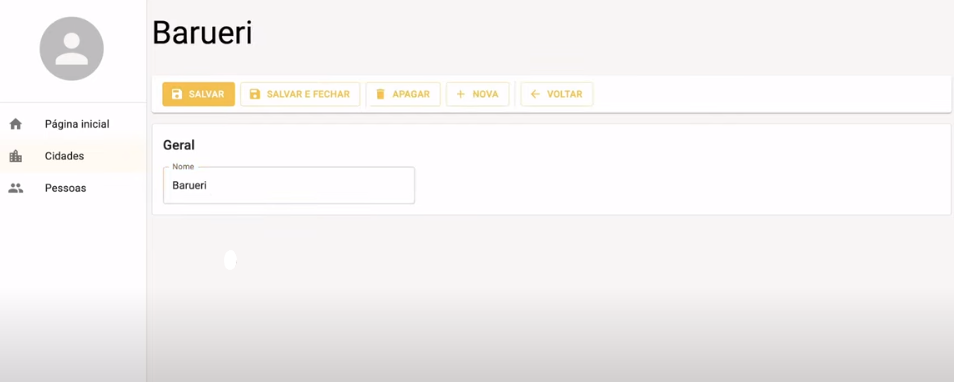 Barueri
SALVAR
SALVAR E FECHAR
APAGAR
NOVA
VOLTAR
Página inicial
Cidades
Pessoas
Geral
Nome
Barueri